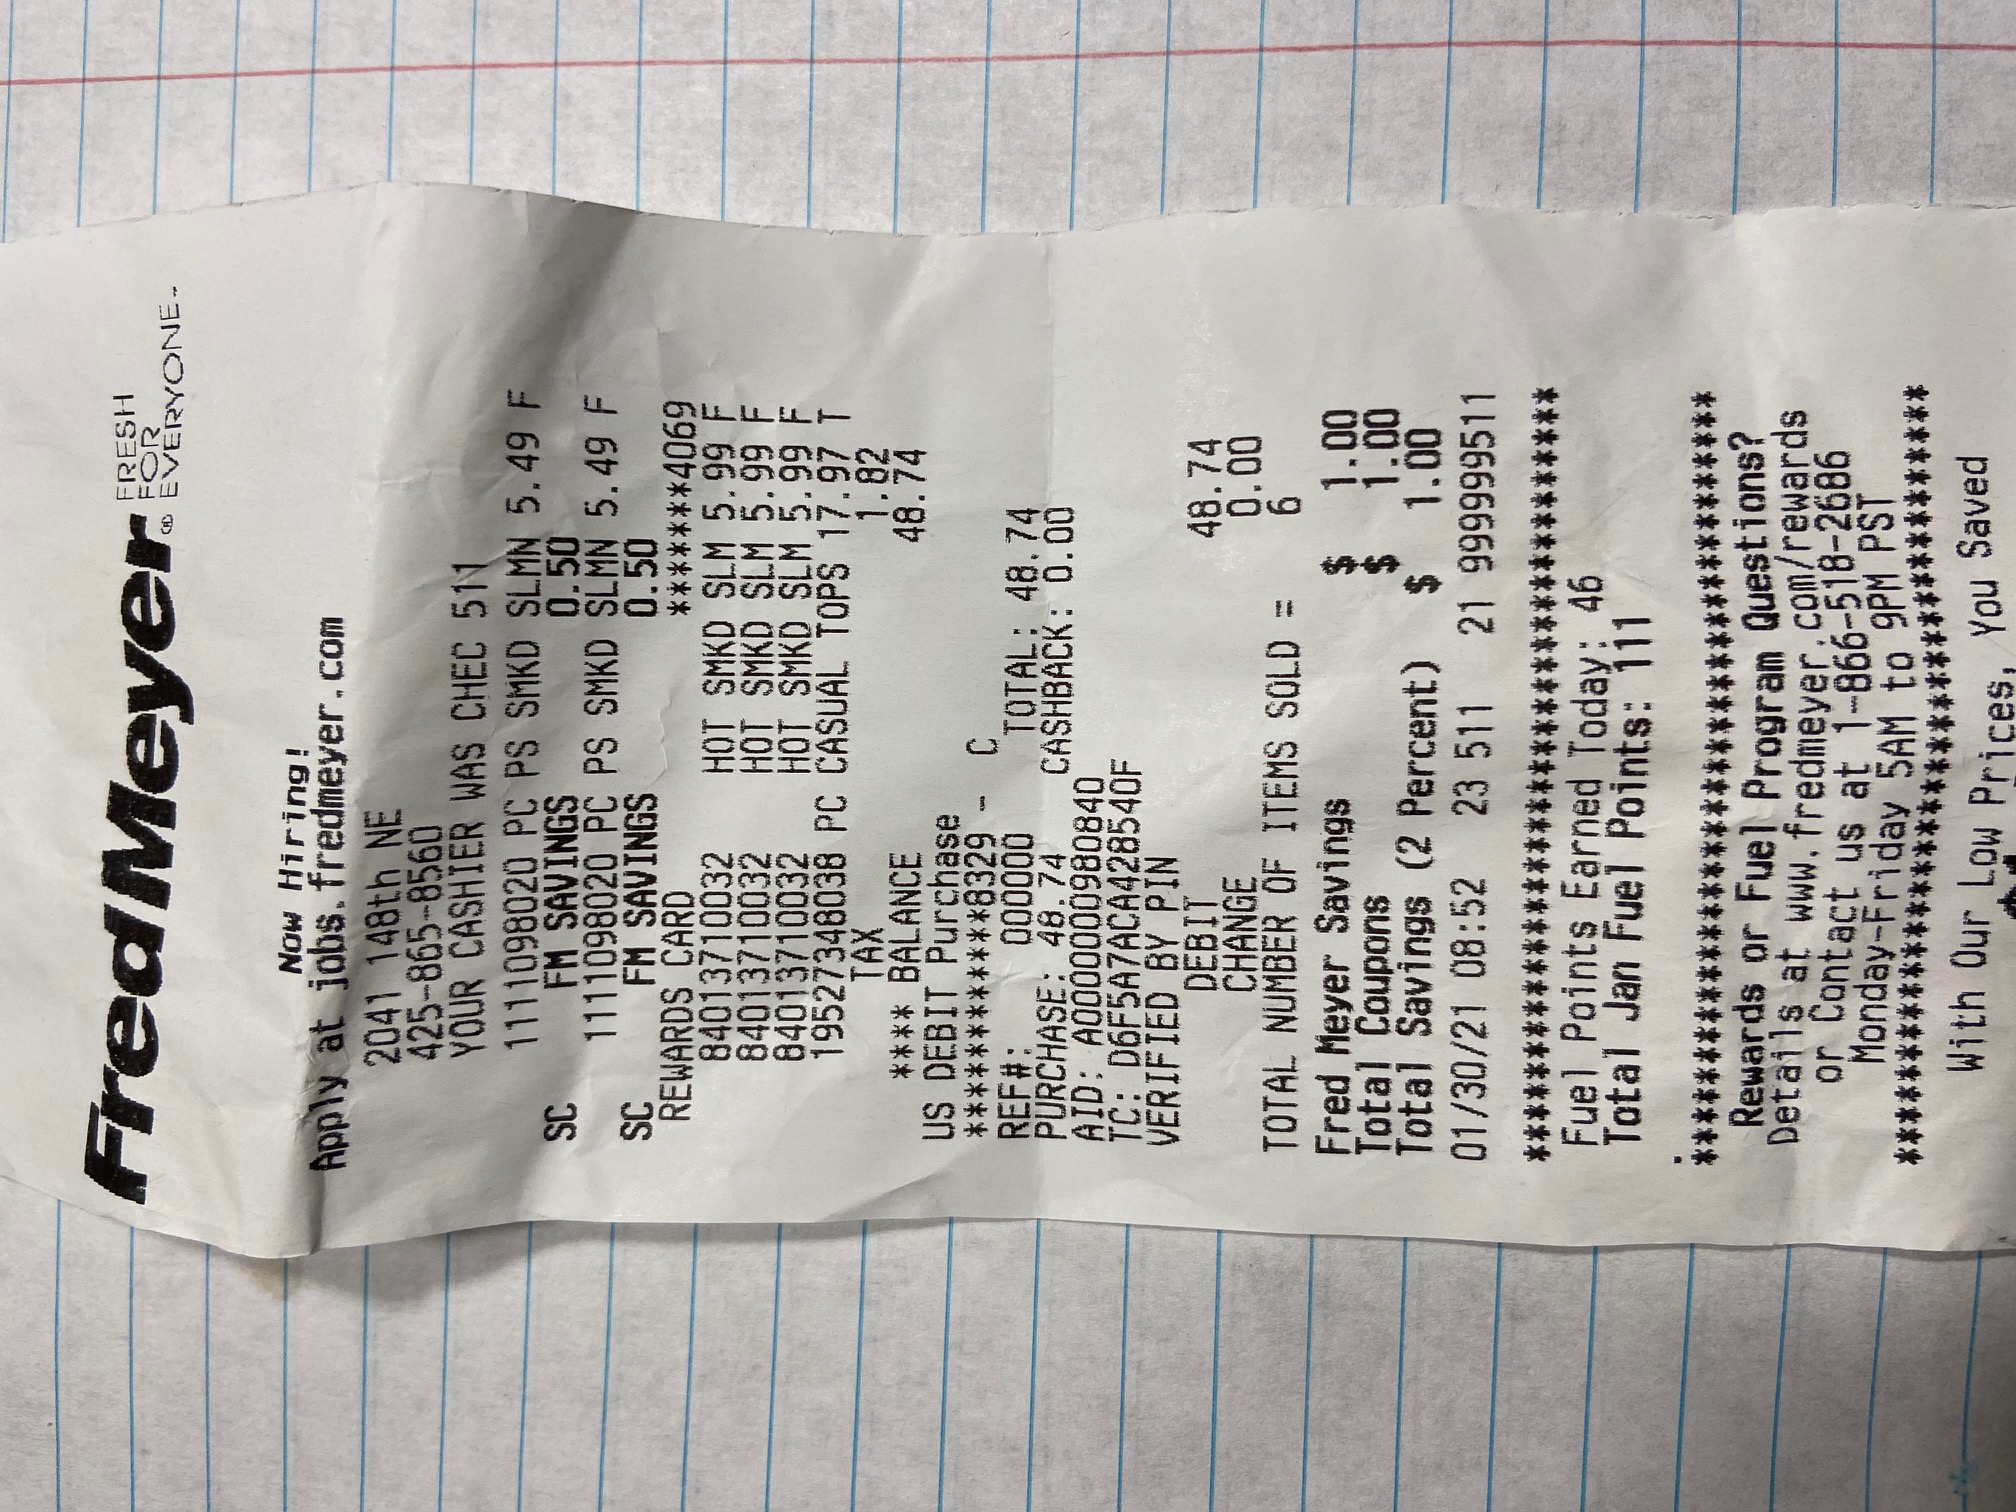 Fred Meyer® FRESH
FOR
EVERYONE™
Now Hiring!
Apply at jobs.fredmeyer.com
2041 148th NE
425-865-8560
YOUR CASHIER WAS CHEC 511
1111098020 PC PS SMKD SLMN 5.49 F
SC FM SAVINGS 0.50
1111098020 PC PS SMKD SLMN 5.49 F
SC FM SAVINGS 0.50
REWARDS CARD *******4069
84013710032 HOT SMKD SLM 5.99 F
84013710032 HOT SMKD SLM 5.99 F
84013710032 HOT SMKD SLM 5.99 F
19527348038 PC CASUAL TOPS 17.97 T
TAX 1.82
**** BALANCE 48.74
US DEBIT Purchase
************8329 - C
REF#: 000000 TOTAL: 48.74
PURCHASE: 48.74 CASHBACK: 0.00
AID: A0000000980840
TC: D6F5A7ACA428540F
VERIFIED BY PIN
DEBIT 48.74
CHANGE 0.00
TOTAL NUMBER OF ITEMS SOLD = 6
Fred Meyer Savings $ 1.00
Total Coupons $ 1.00
Total Savings (2 Percent) $ 1.00
01/30/21 08:52 23 511 21 999999511
**************************************
Fuel Points Earned Today: 46
Total Jan Fuel Points: 111
.
**************************************
Rewards or Fuel Program Questions?
Details at www.fredmeyer.com/rewards
or Contact us at 1-866-518-2686
Monday-Friday 5AM to 9PM PST
**************************************
With Our Low Prices, You Saved